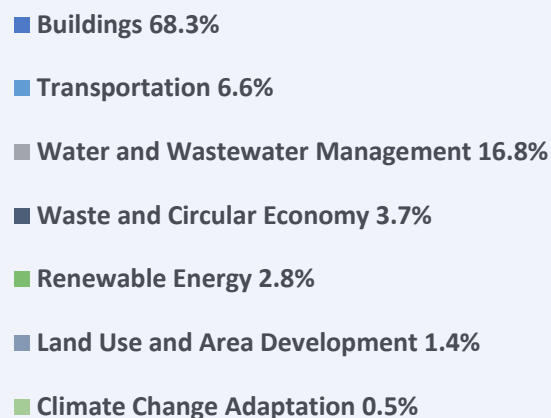 Buildings 68.3%
Transportation 6.6%
Water and Wastewater Management 16.8%
Waste and Circular Economy 3.7%
Renewable Energy 2.8%
Land Use and Area Development 1.4%
Climate Change Adaptation 0.5%